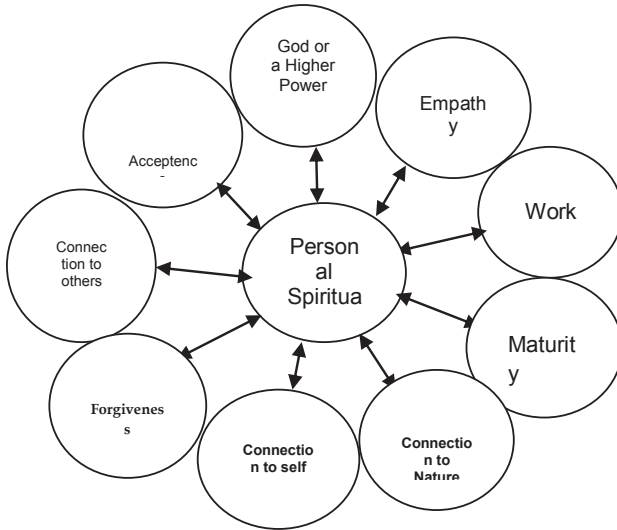 God or
a Higher
Power
Empath
y
Work
Maturit
y
Connectio
n to
Nature
Connectio
n to self
Forgivenes
s
Connec
tion to
others
Acceptenc
Person
al
Spiritua